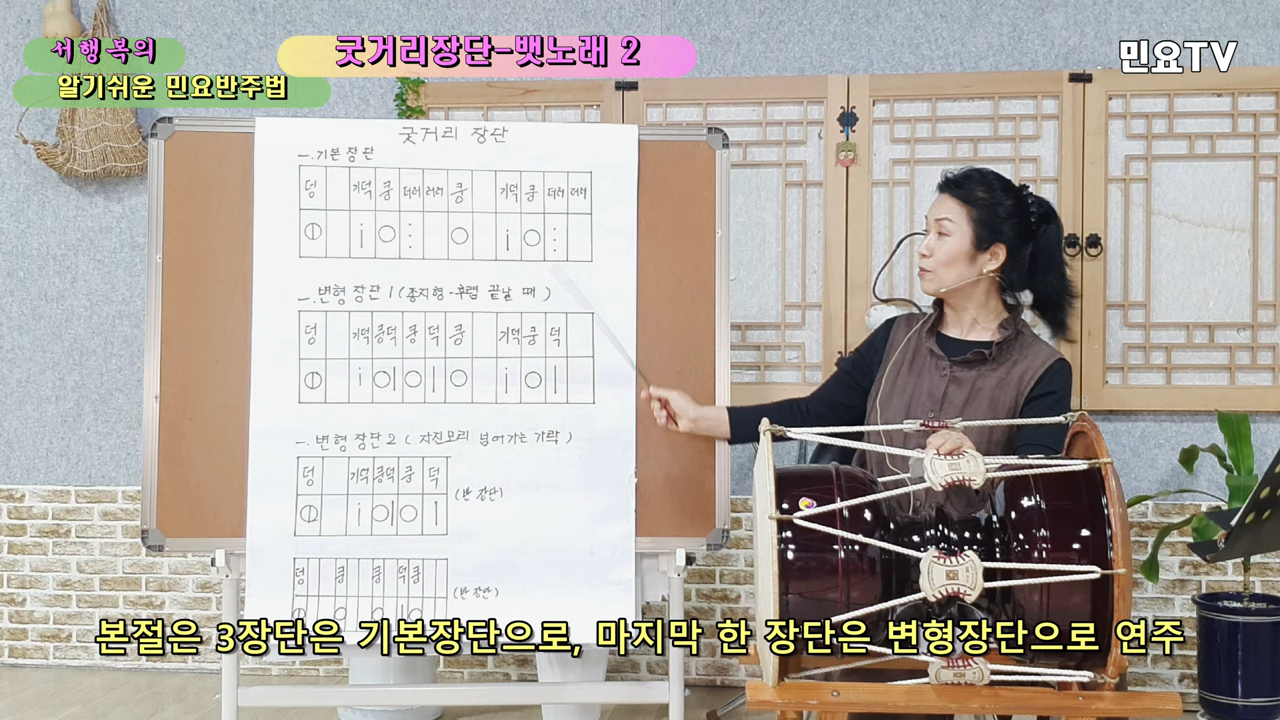 서행복의
알기쉬운 민요반주법
굿거리장단-뱃노래 2
민요TV
굿거리 장단
一. 기본 장단
덩 기덕 쿵 더러 러러 쿵 기덕 쿵 더러 러러
一. 변형 장단 1 (종지형-후렴 끝날 때)
덩 기덕 쿵덕 쿵 덕 쿵 기덕 쿵 덕
一. 변형 장단 2 (자진모리 넘어가는 가락)
덩 기덕 쿵덕 쿵 덕
(반 장단)
덩 쿵 쿵 덕 쿵
(반 장단)
본절은 3장단은 기본장단으로, 마지막 한 장단은 변형장단으로 연주